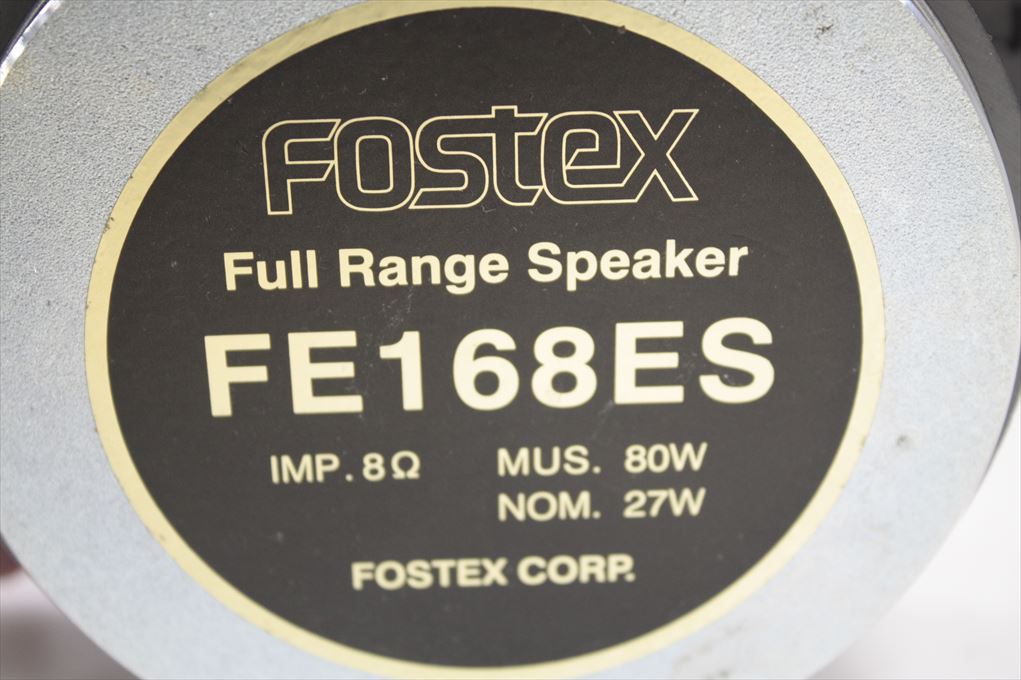 FOSTEX
Full Range Speaker
FE168ES
IMP. 8Ω MUS. 80W
NOM. 27W
FOSTEX CORP.